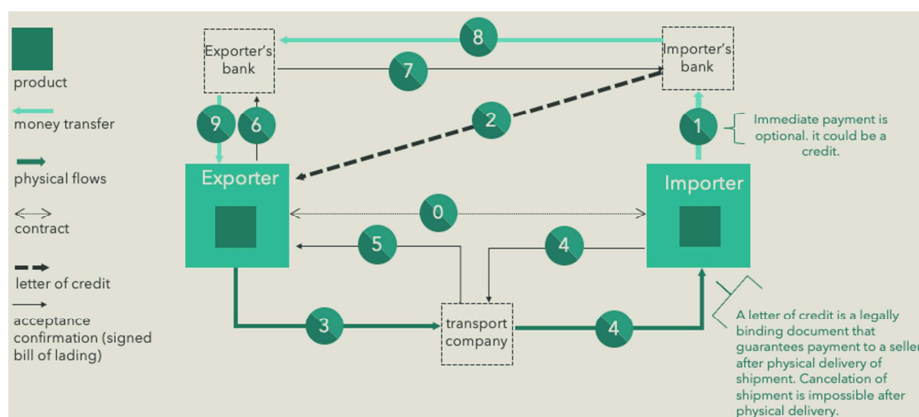 product
money transfer
physical flows
contract
letter of credit
acceptance
confirmation (signed
bill of lading)
Exporter's
bank
8
7
Importer's
bank
9
6
2
1
Immediate payment is
optional. it could be a
credit.
Exporter
Importer
0
5
4
3
transport
company
4
A letter of credit is a legally
binding document that
guarantees payment to a seller
after physical delivery of
shipment. Cancelation of
shipment is impossible after
physical delivery.